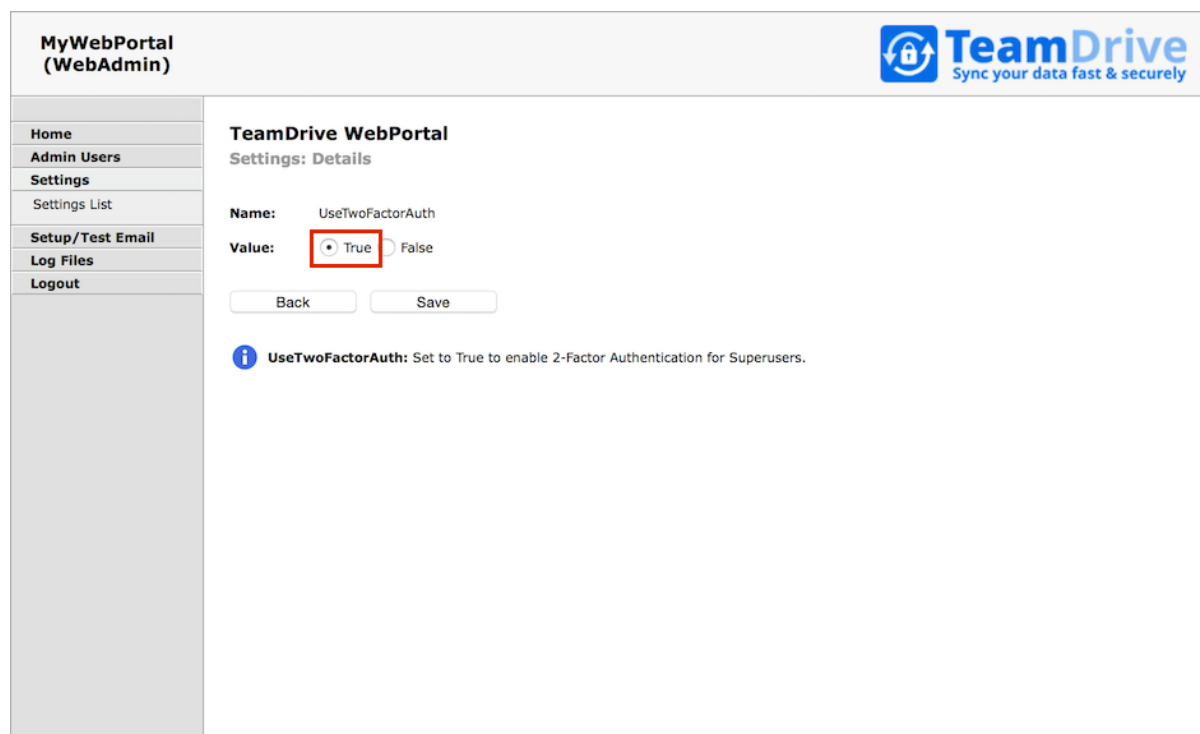 MyWebPortal
(WebAdmin)
TeamDrive
Sync your data fast & securely
Home
Admin Users
Settings
Settings List
Setup/Test Email
Log Files
Logout
TeamDrive WebPortal
Settings: Details
Name: UseTwoFactorAuth
Value: True False
Back Save
i UseTwoFactorAuth: Set to True to enable 2-Factor Authentication for Superusers.